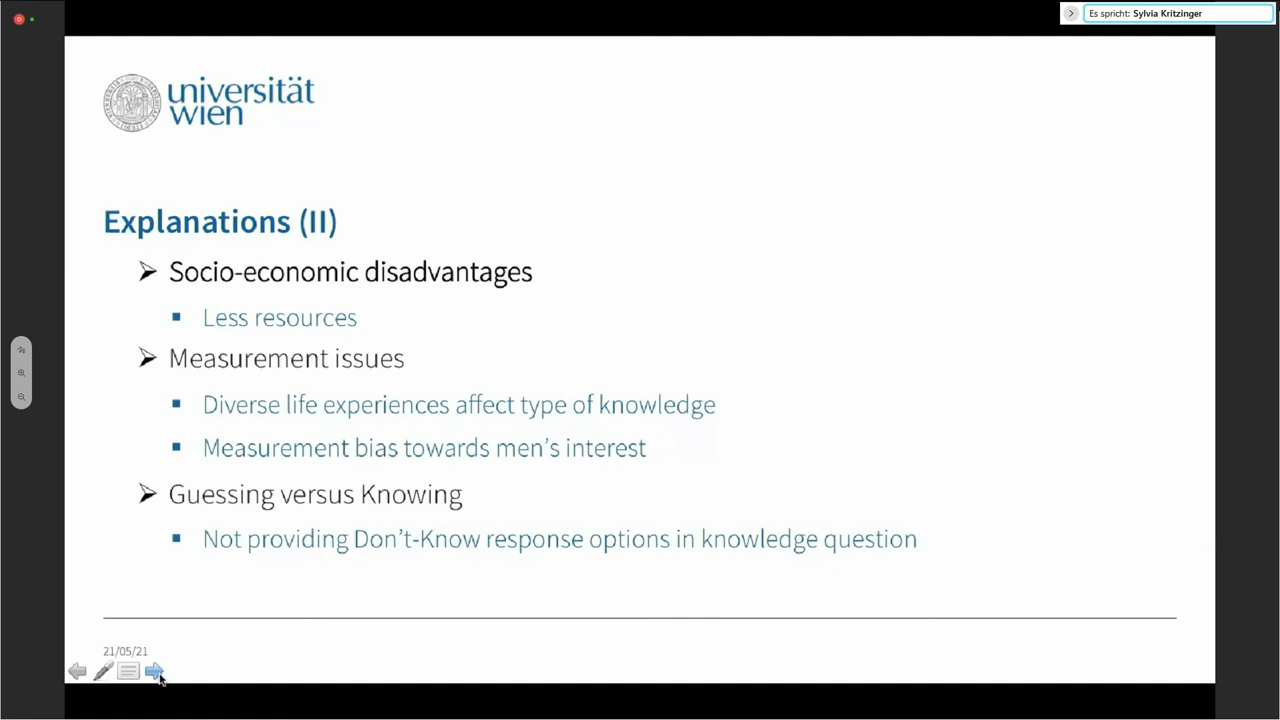 Es spricht: Sylvia Kritzinger
universität
wien
Explanations (II)
Socio-economic disadvantages
Less resources
Measurement issues
Diverse life experiences affect type of knowledge
Measurement bias towards men's interest
Guessing versus Knowing
Not providing Don't-Know response options in knowledge question
21/05/21